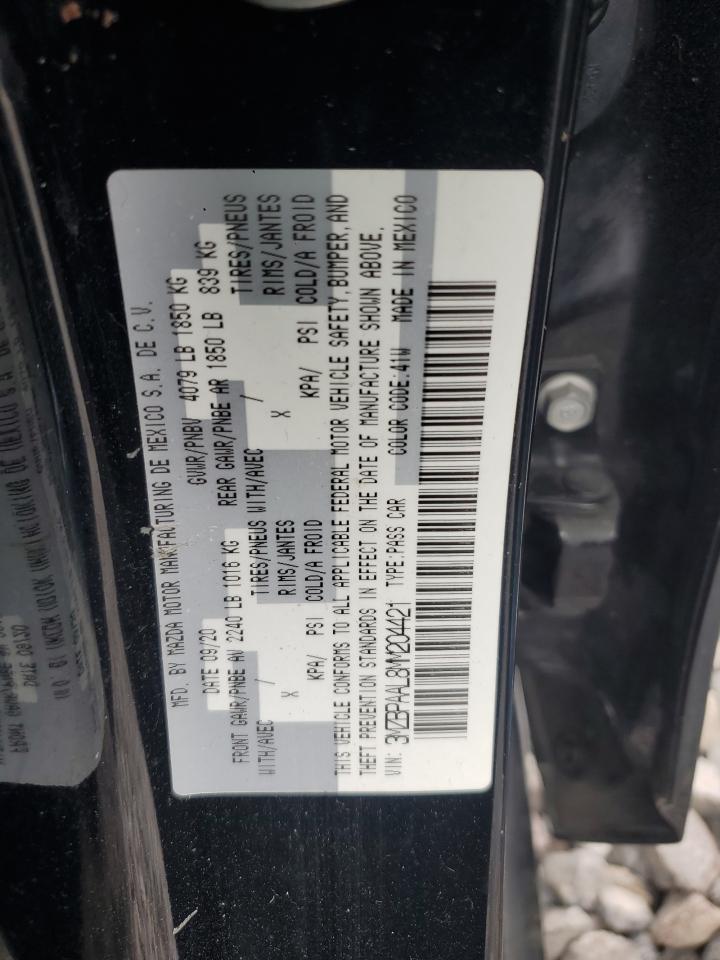 MFD. BY MAZDA MOTOR MANUFACTURING DE MEXICO S.A. DE C.V.
DATE 09/20 GVWR/PNBV 4079 LB 1850 KG
FRONT GAWR/PNBE AV 2240 LB 1016 KG REAR GAWR/PNBE AR 1850 LB 839 KG
WITH/AVEC / TIRES/PNEUS WITH/AVEC / TIRES/PNEUS
X RIMS/JANTES X RIMS/JANTES
KPA/ PSI COLD/A FROID KPA/ PSI COLD/A FROID
THIS VEHICLE CONFORMS TO ALL APPLICABLE FEDERAL MOTOR VEHICLE SAFETY, BUMPER, AND
THEFT PREVENTION STANDARDS IN EFFECT ON THE DATE OF MANUFACTURE SHOWN ABOVE.
VIN: 3MZBPAAL8MM204421 TYPE:PASS CAR COLOR CODE:41W MADE IN MEXICO